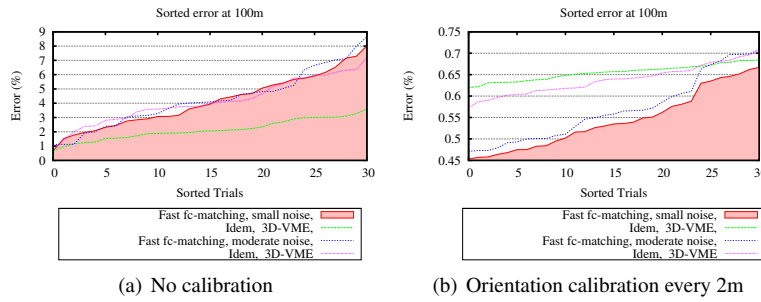 Sorted error at 100m
9
8
7
6
5
4
3
2
1
0
Error (%)
0 5 10 15 20 25 30
Sorted Trials
Fast fc-matching, small noise,
Idem, 3D-VME,
Fast fc-matching, moderate noise,
Idem, 3D-VME
(a) No calibration
Sorted error at 100m
0.75
0.7
0.65
0.6
0.55
0.5
0.45
Error (%)
0 5 10 15 20 25 30
Sorted Trials
Fast fc-matching, small noise,
Idem, 3D-VME,
Fast fc-matching, moderate noise,
Idem, 3D-VME
(b) Orientation calibration every 2m